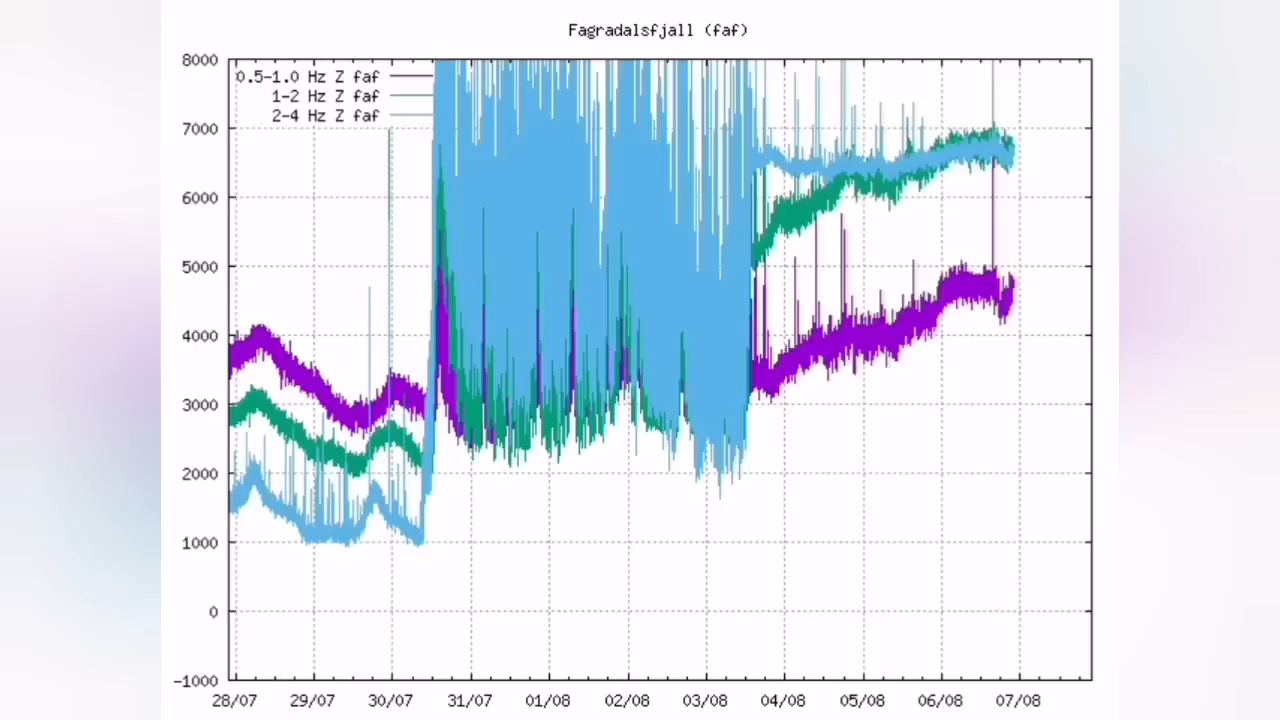 Fagradalsfjall (faf)
8000
0.5-1.0 Hz Z faf
1-2 Hz Z faf
2-4 Hz Z faf
7000
6000
5000
4000
3000
2000
1000
0
-1000
28/07 29/07 30/07 31/07 01/08 02/08 03/08 04/08 05/08 06/08 07/08